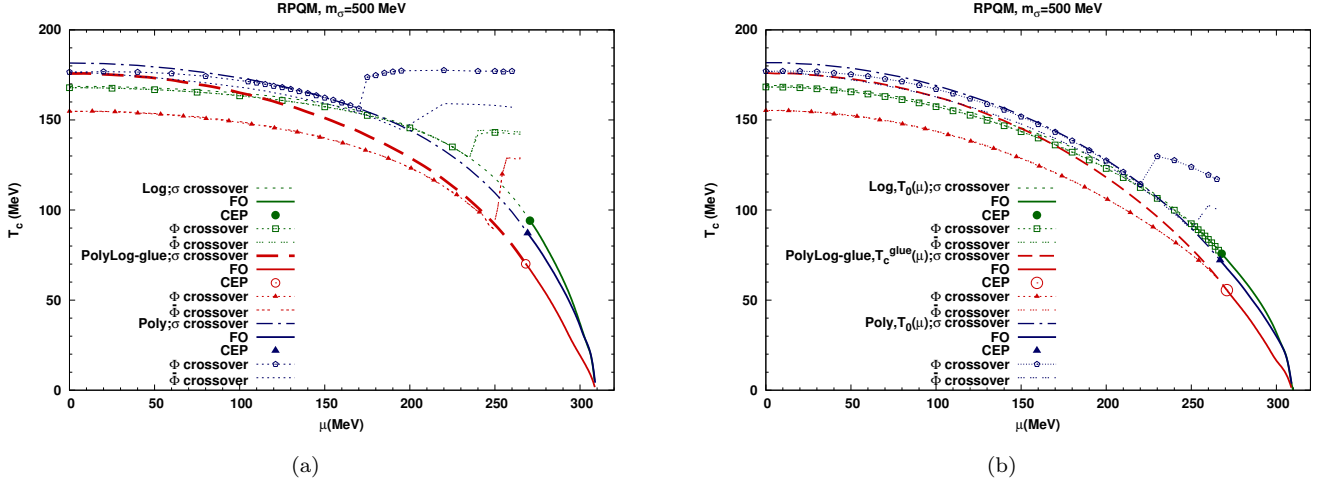 RPQM, mσ=500 MeV
200
150
100
50
0
0 50 100 150 200 250 300
Tc (MeV)
μ(MeV)
Log;σ crossover
FO
CEP
Φ crossover
Φ̄ crossover
PolyLog-glue;σ crossover
FO
CEP
Φ crossover
Φ̄ crossover
Poly;σ crossover
FO
CEP
Φ crossover
Φ̄ crossover
(a)
RPQM, mσ=500 MeV
200
150
100
50
0
0 50 100 150 200 250 300
Tc (MeV)
μ(MeV)
Log,T0(μ);σ crossover
FO
CEP
Φ crossover
Φ̄ crossover
PolyLog-glue,Tc^glue(μ);σ crossover
FO
CEP
Φ crossover
Φ̄ crossover
Poly,T0(μ);σ crossover
FO
CEP
Φ crossover
Φ̄ crossover
(b)